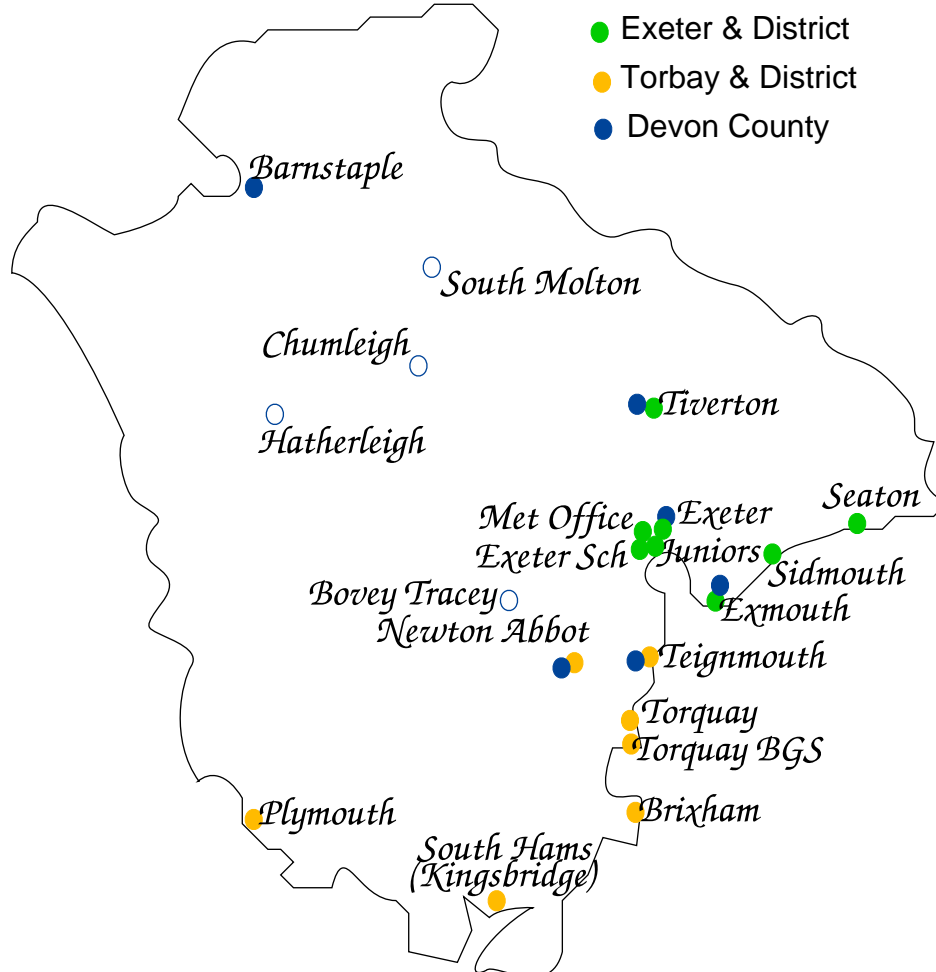 Exeter & District
Torbay & District
Devon County
Barnstaple
South Molton
Chumleigh
Hatherleigh
Tiverton
Seaton
Met Office
Exeter
Exeter Sch
Juniors
Sidmouth
Bovey Tracey
Exmouth
Newton Abbot
Teignmouth
Torquay
Torquay BGS
Plymouth
Brixham
South Hams
(Kingsbridge)